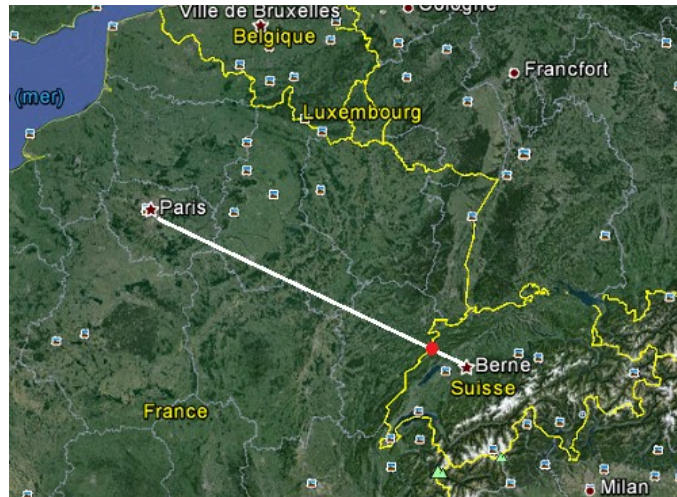 Ville de Bruxelles
Cologne
Belgique
Francfort
(mer)
Luxembourg
Paris
Berne
Suisse
France
Milan